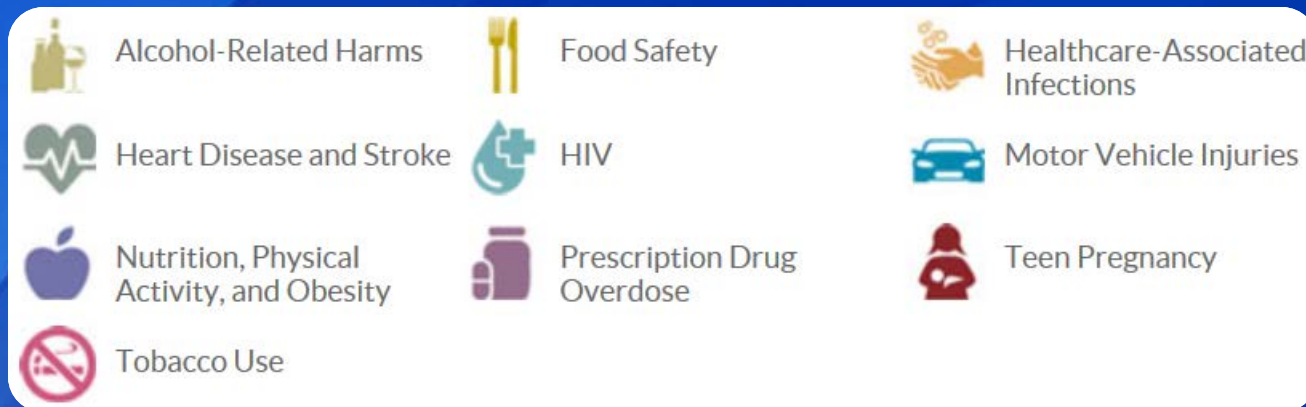 Alcohol-Related Harms
Food Safety
Healthcare-Associated
Infections
Heart Disease and Stroke
HIV
Motor Vehicle Injuries
Nutrition, Physical
Activity, and Obesity
Prescription Drug
Overdose
Teen Pregnancy
Tobacco Use